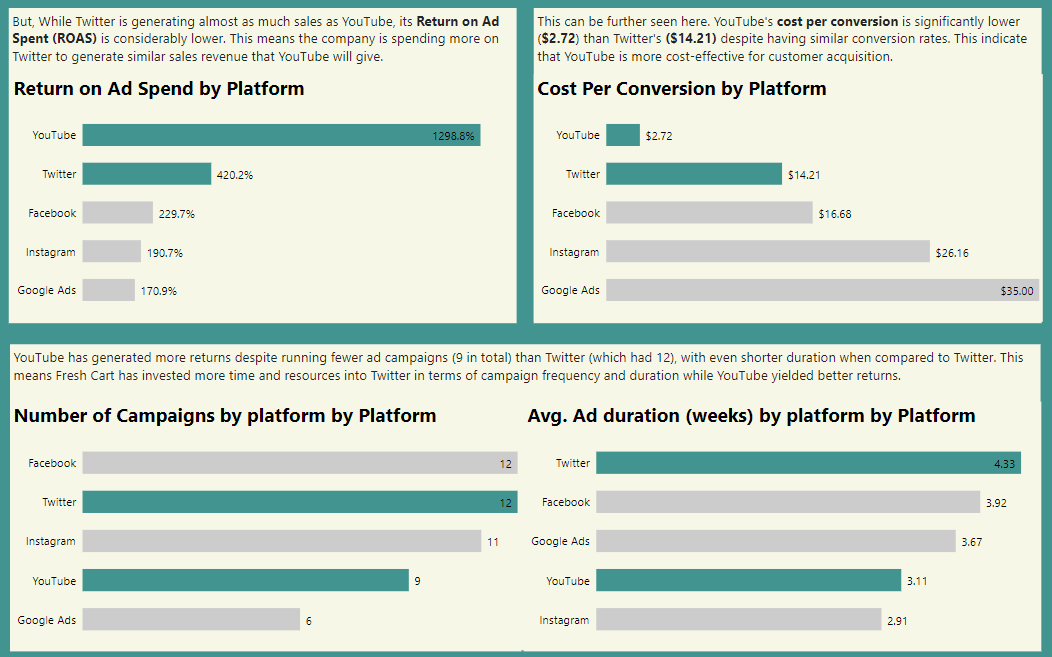 But, While Twitter is generating almost as much sales as YouTube, its Return on Ad
Spent (ROAS) is considerably lower. This means the company is spending more on
Twitter to generate similar sales revenue that YouTube will give.
Return on Ad Spend by Platform
YouTube 1298.8%
Twitter 420.2%
Facebook 229.7%
Instagram 190.7%
Google Ads 170.9%
This can be further seen here. YouTube's cost per conversion is significantly lower
($2.72) than Twitter's ($14.21) despite having similar conversion rates. This indicate
that YouTube is more cost-effective for customer acquisition.
Cost Per Conversion by Platform
YouTube $2.72
Twitter $14.21
Facebook $16.68
Instagram $26.16
Google Ads $35.00
YouTube has generated more returns despite running fewer ad campaigns (9 in total) than Twitter (which had 12), with even shorter duration when compared to Twitter. This
means Fresh Cart has invested more time and resources into Twitter in terms of campaign frequency and duration while YouTube yielded better returns.
Number of Campaigns by platform by Platform
Facebook 12
Twitter 12
Instagram 11
YouTube 9
Google Ads 6
Avg. Ad duration (weeks) by platform by Platform
Twitter 4.33
Facebook 3.92
Google Ads 3.67
YouTube 3.11
Instagram 2.91